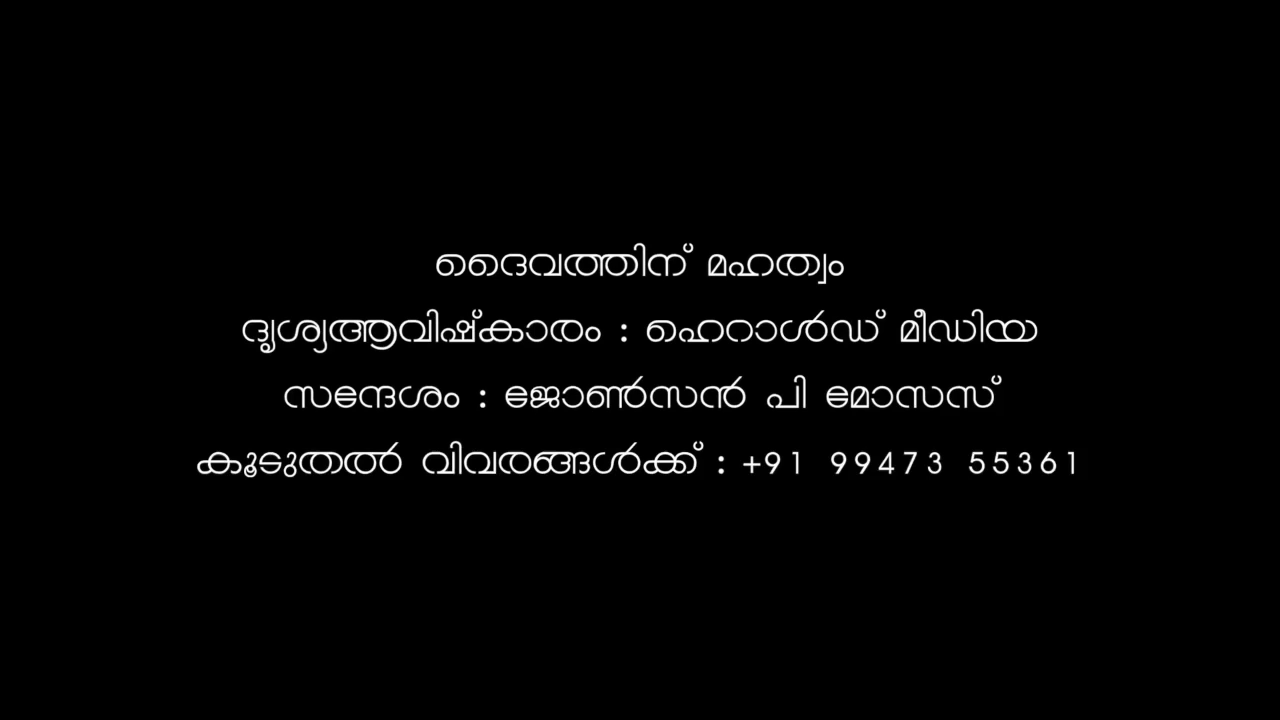 ദൈവത്തിന് മഹത്വം
ദൃശ്യആവിഷ്കാരം : ഹെറാൾഡ് മീഡിയ
സന്ദേശം : ജോൺസൻ പി മോസസ്
കൂടുതൽ വിവരങ്ങൾക്ക് : +91 99473 55361